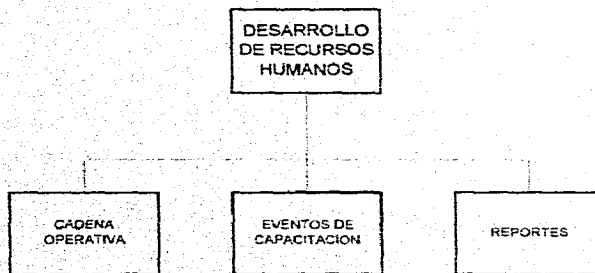 DESARROLLO
DE RECURSOS
HUMANOS
CADENA
OPERATIVA
EVENTOS DE
CAPACITACION
REPORTES